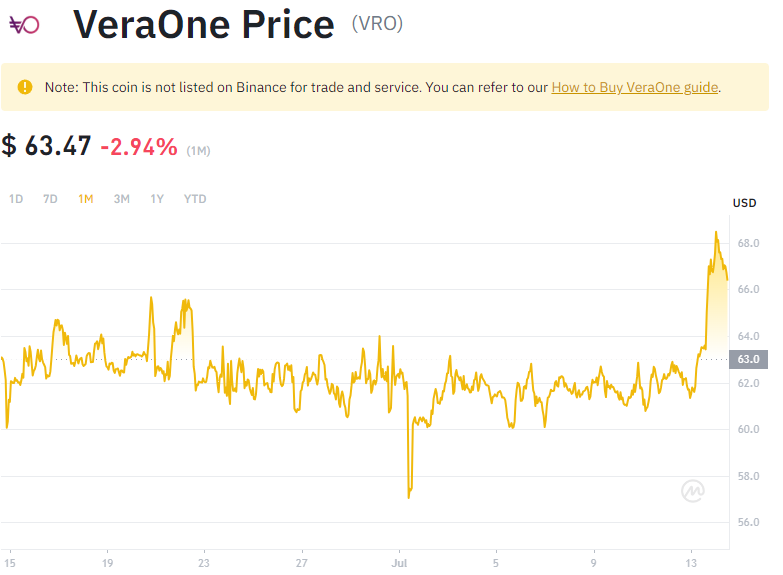 VeraOne Price (VRO)
Note: This coin is not listed on Binance for trade and service. You can refer to our How to Buy VeraOne guide.
$ 63.47 -2.94% (1M)
1D 7D 1M 3M 1Y YTD
USD
68.0
66.0
64.0
63.0
62.0
60.0
58.0
56.0
15 19 23 27 Jul 5 9 13